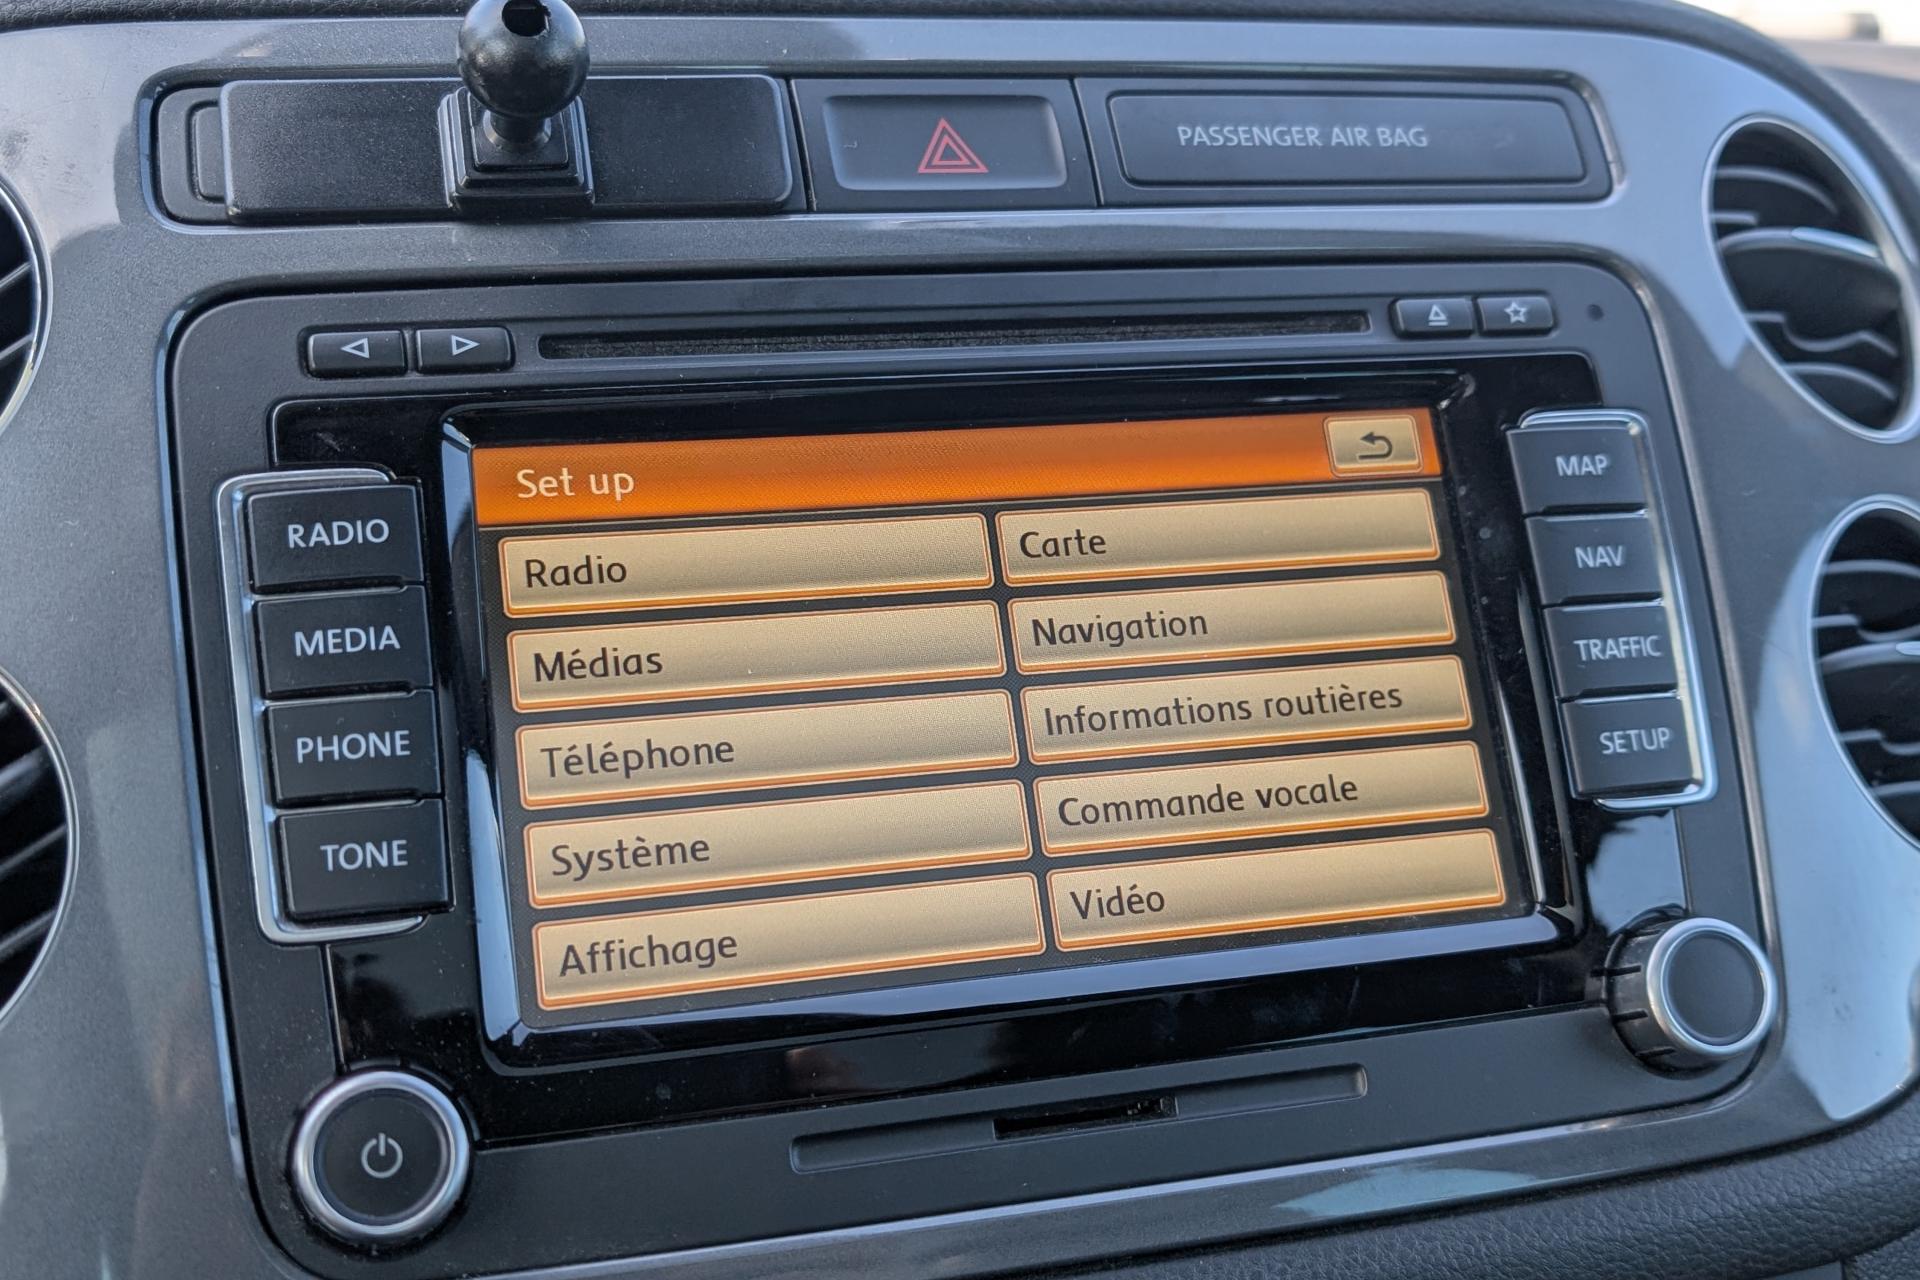 PASSENGER AIR BAG
Set up
RADIO
MEDIA
PHONE
TONE
Radio
Médias
Téléphone
Système
Affichage
Carte
Navigation
Informations routières
Commande vocale
Vidéo
MAP
NAV
TRAFFIC
SETUP